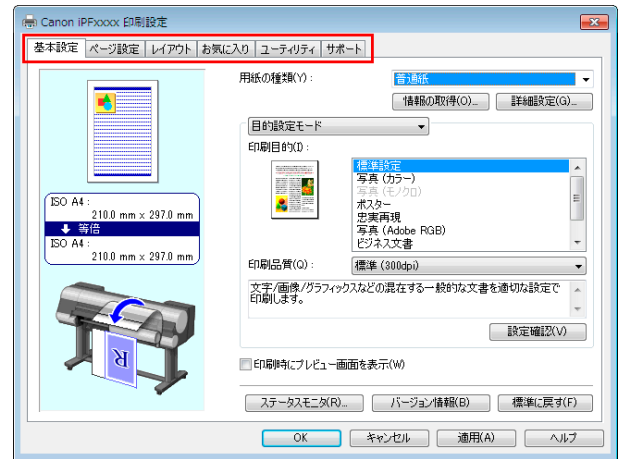 Canon iPFxxxx 印刷設定
基本設定 ページ設定 レイアウト お気に入り ユーティリティ サポート
用紙の種類(Y): 普通紙
情報の取得(O)... 詳細設定(G)...
目的設定モード
印刷目的(I):
標準設定
写真 (カラー)
写真 (モノクロ)
ポスター
忠実再現
写真 (Adobe RGB)
ビジネス文書
ISO A4 :
210.0 mm x 297.0 mm
等倍
ISO A4 :
210.0 mm x 297.0 mm
印刷品質(Q): 標準 (300dpi)
文字/画像/グラフィックスなどの混在する一般的な文書を適切な設定で
印刷します。
設定確認(V)
R
印刷時にプレビュー画面を表示(W)
ステータスモニタ(R)... バージョン情報(B) 標準に戻す(F)
OK キャンセル 適用(A) ヘルプ